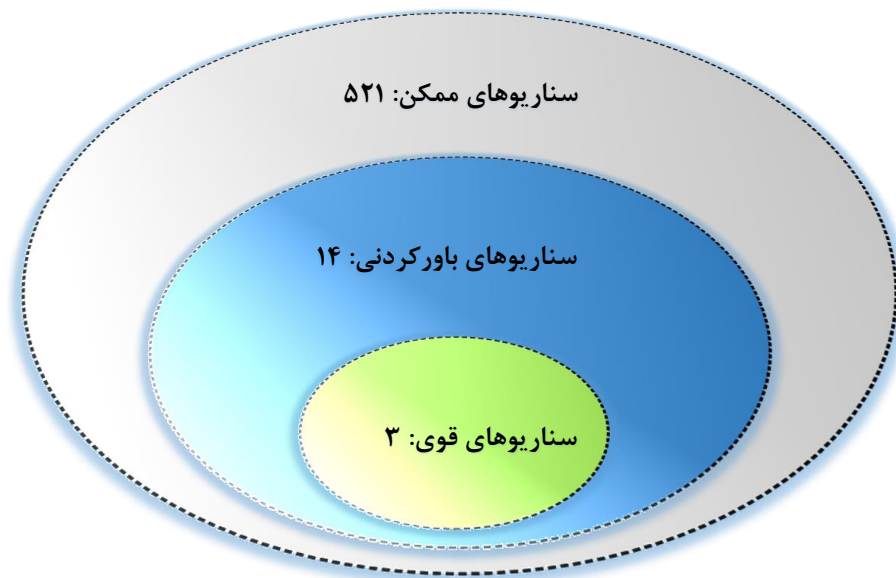 سناریوهای ممکن: ۵۲۱
سناریوهای باورکردنی: ۱۴
سناریوهای قوی: ۳